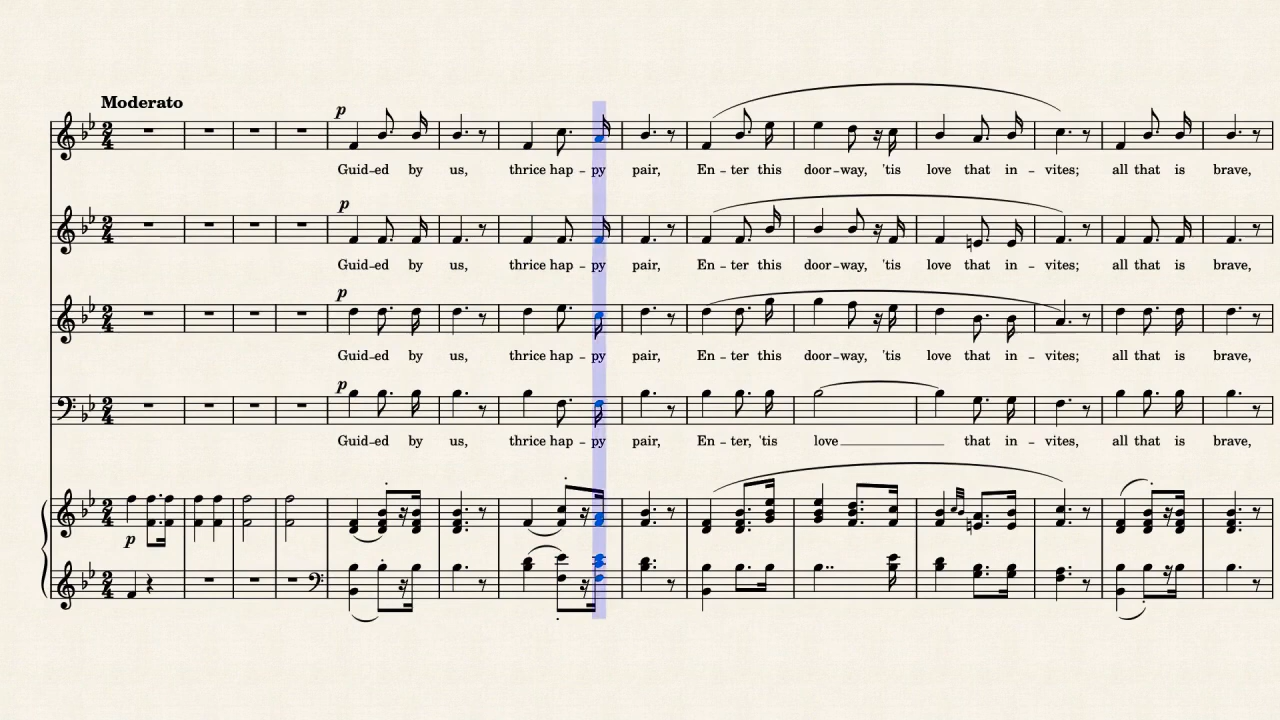 Moderato
p
Guid-ed by us, thrice hap-py pair, En-ter this door-way, 'tis love that in-vites; all that is brave,
p
Guid-ed by us, thrice hap-py pair, En-ter this door-way, 'tis love that in-vites; all that is brave,
p
Guid-ed by us, thrice hap-py pair, En-ter this door-way, 'tis love that in-vites; all that is brave,
p
Guid-ed by us, thrice hap-py pair, En-ter, 'tis love that in-vites, all that is brave,
p